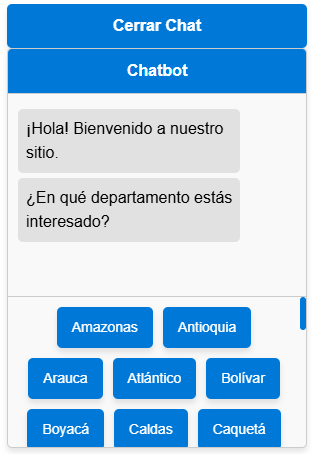 Cerrar Chat
Chatbot
¡Hola! Bienvenido a nuestro
sitio.
¿En qué departamento estás
interesado?
Amazonas Antioquia
Arauca Atlántico Bolívar
Boyacá Caldas Caquetá